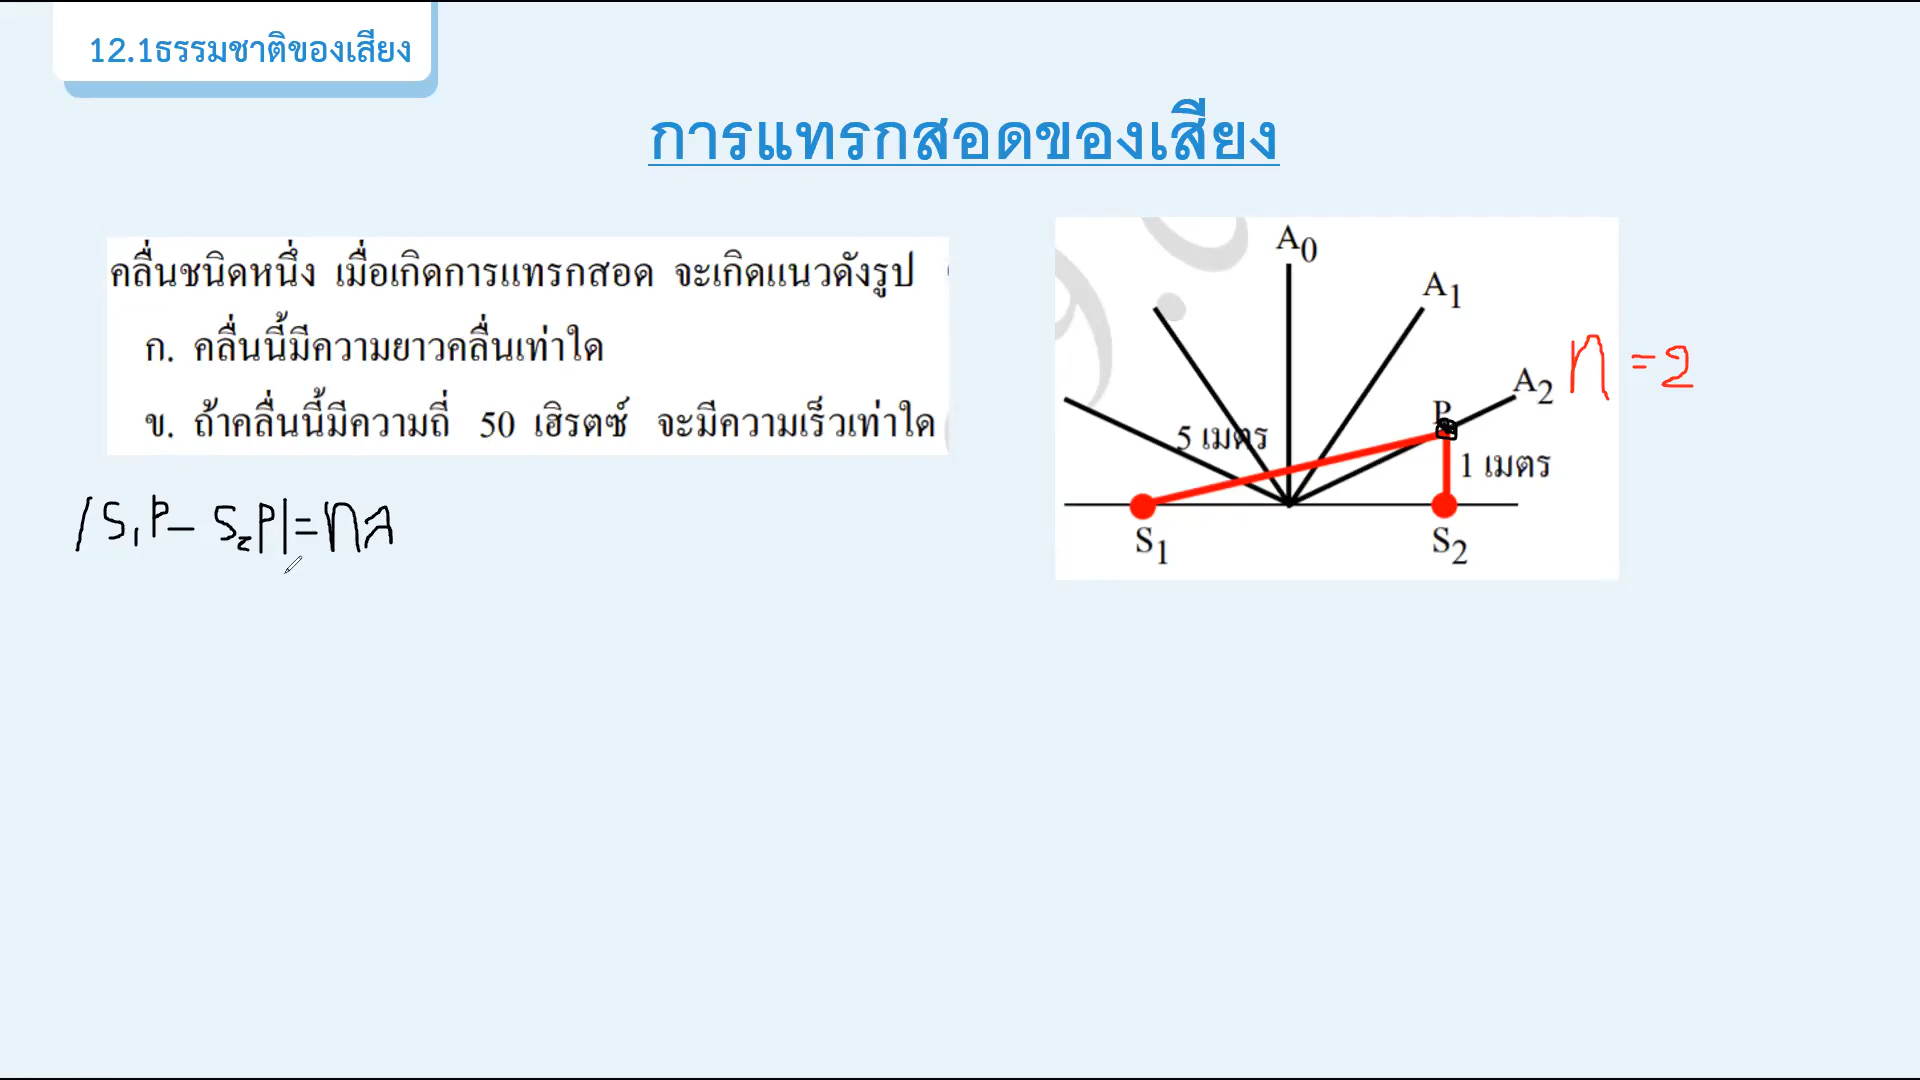 12.1ธรรมชาติของเสียง
การแทรกสอดของเสียง
คลื่นชนิดหนึ่ง เมื่อเกิดการแทรกสอด จะเกิดแนวดังรูป
ก. คลื่นนี้มีความยาวคลื่นเท่าใด
ข. ถ้าคลื่นนี้มีความถี่ 50 เฮิรตซ์ จะมีความเร็วเท่าใด
|S₁P - S₂P| = nλ
A0
A1
A2
n = 2
P
5 เมตร
1 เมตร
S1
S2